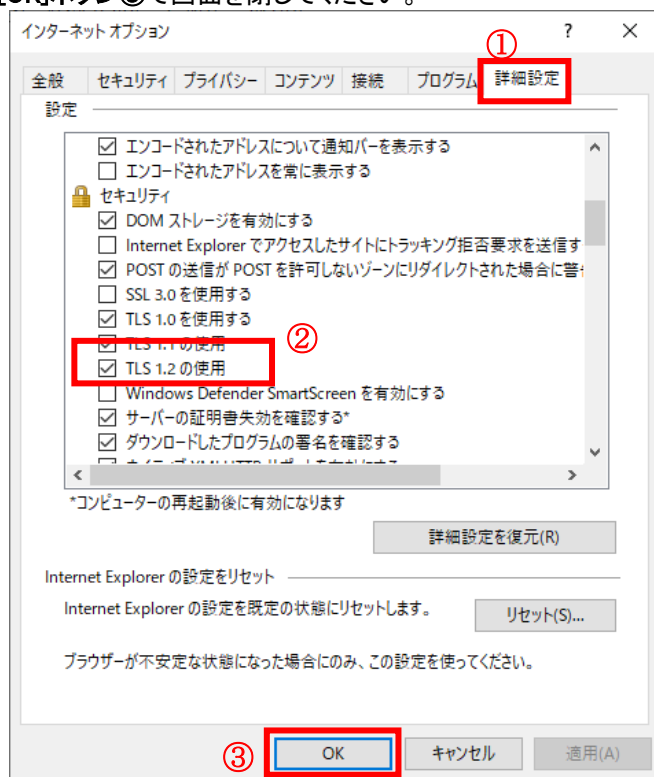 [OK]ボタン③で画面を閉じてください。
インターネット オプション
?
①
全般 セキュリティ プライバシー コンテンツ 接続 プログラム 詳細設定
設定
エンコードされたアドレスについて通知バーを表示する
エンコードされたアドレスを常に表示する
セキュリティ
DOM ストレージを有効にする
Internet Explorer でアクセスしたサイトにトラッキング拒否要求を送信す
POST の送信が POST を許可しないゾーンにリダイレクトされた場合に警
SSL 3.0 を使用する
TLS 1.0 を使用する
TLS 1.1 の使用
②
TLS 1.2 の使用
Windows Defender SmartScreen を有効にする
サーバーの証明書失効を確認する*
ダウンロードしたプログラムの署名を確認する
*コンピューターの再起動後に有効になります
詳細設定を復元(R)
Internet Explorer の設定をリセット
Internet Explorer の設定を既定の状態にリセットします。
リセット(S)...
ブラウザーが不安定な状態になった場合にのみ、この設定を使ってください。
③ OK キャンセル 適用(A)